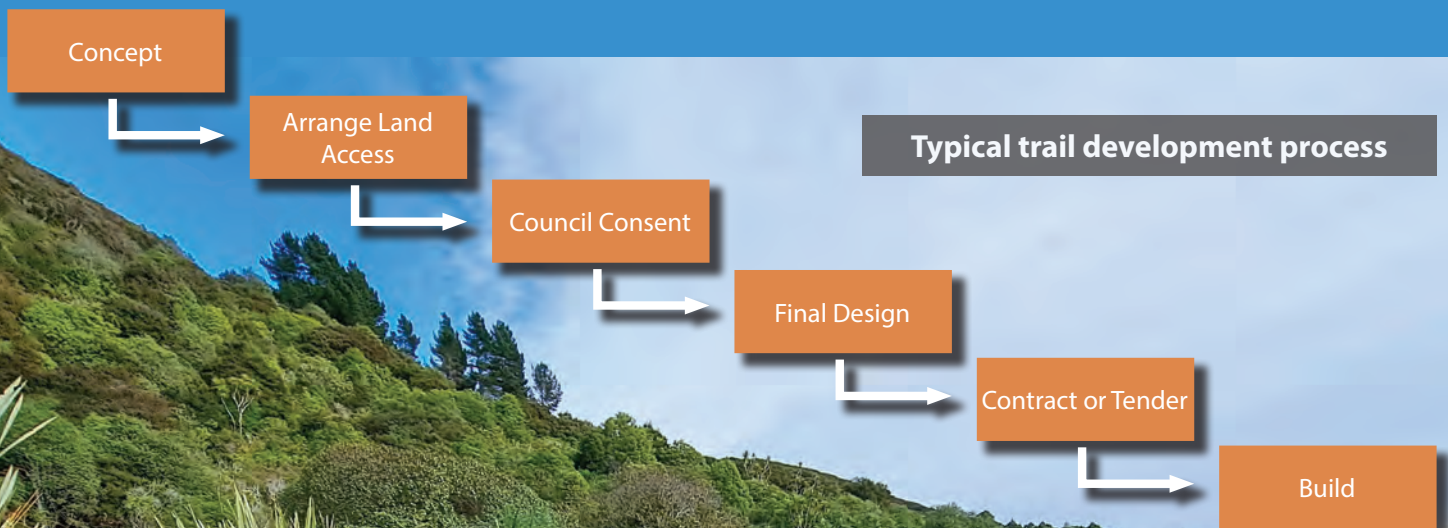 Concept
Arrange Land
Access
Typical trail development process
Council Consent
Final Design
Contract or Tender
Build